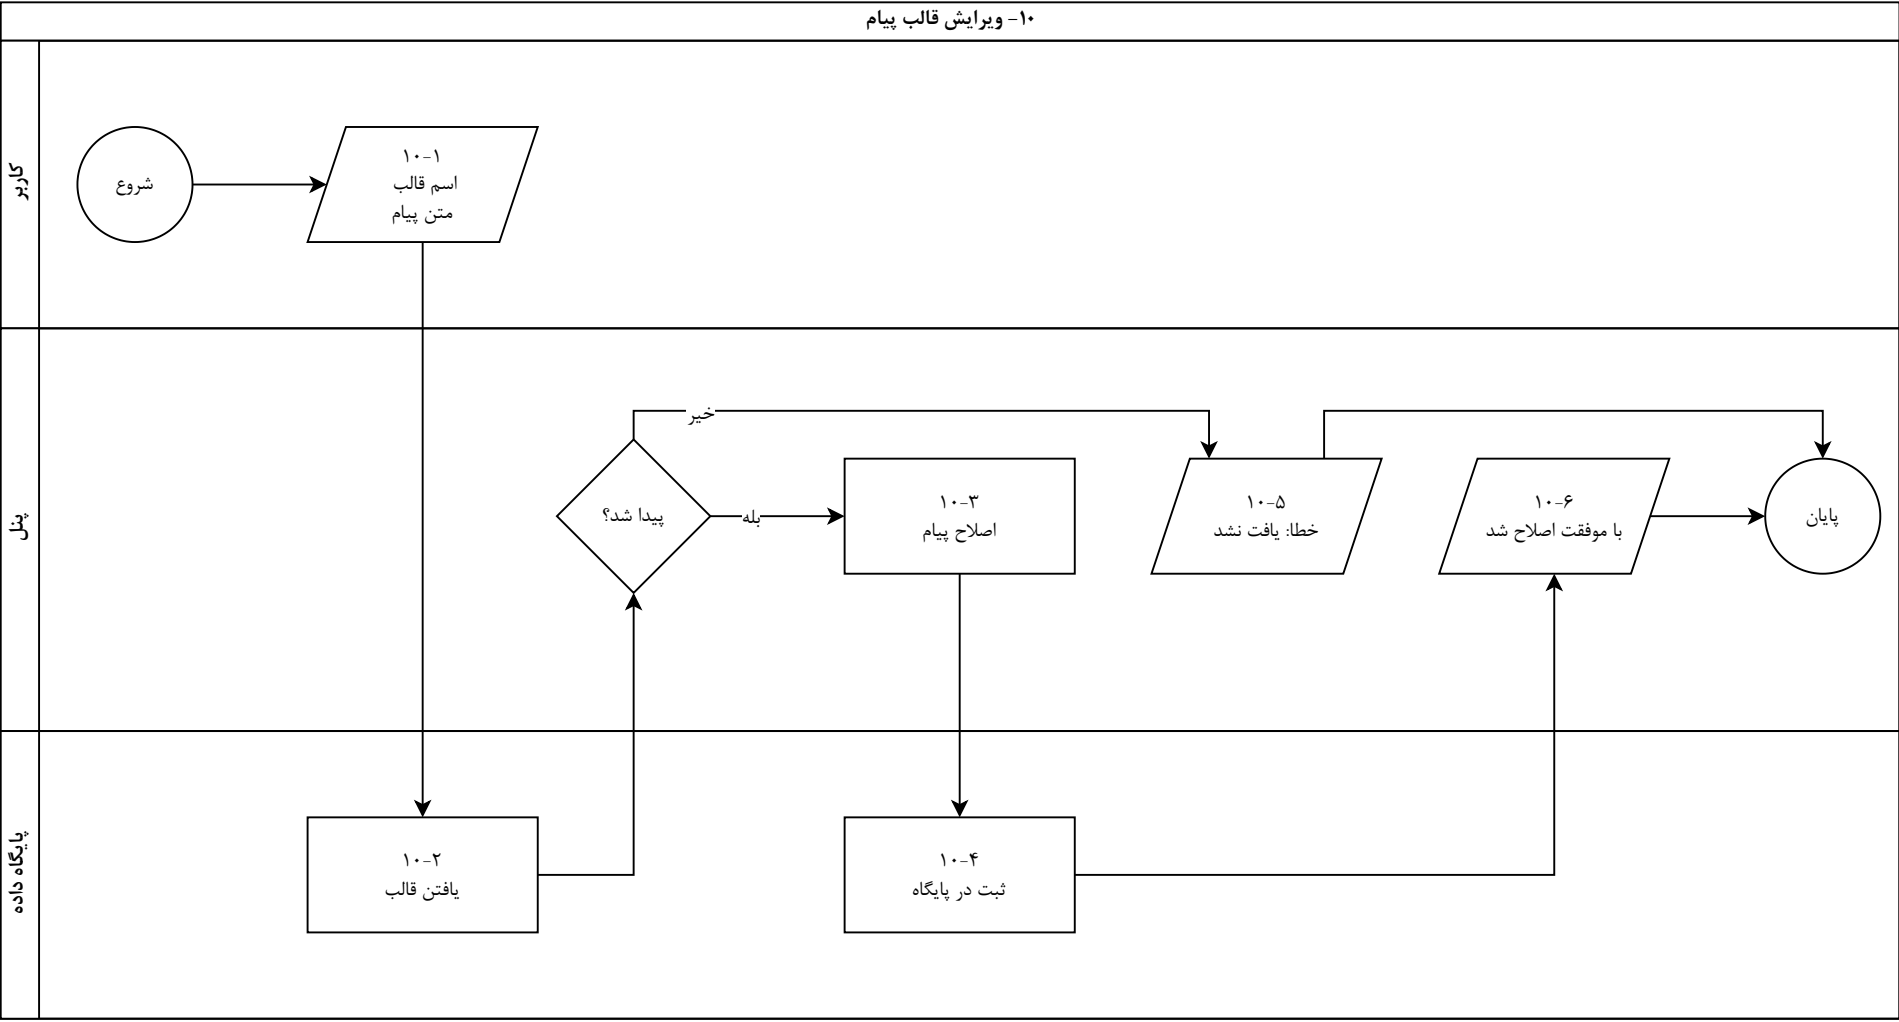 ۱۰- ویرایش قالب پیام
کاربر
شروع
۱۰-۱
اسم قالب
متن پیام
پنل
خیر
پیدا شد؟
بله
۱۰-۳
اصلاح پیام
۱۰-۵
خطا: یافت نشد
۱۰-۶
با موفقت اصلاح شد
پایان
پایگاه داده
۱۰-۲
یافتن قالب
۱۰-۴
ثبت در پایگاه